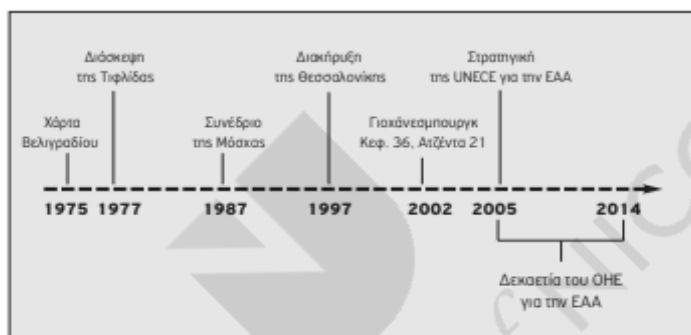 Διάσκεψη
της Τιφλίδας
Διακήρυξη
της Θεσσαλονίκης
Στρατηγική
της UNECE για την ΕΑΑ
Χάρτα
Βελιγραδίου
Συνέδριο
της Μόσχας
Γιοχάνεσμπουργκ
Κεφ. 36, Ατζέντα 21
1975 1977 1987 1997 2002 2005 2014
Δεκαετία του ΟΗΕ
για την ΕΑΑ